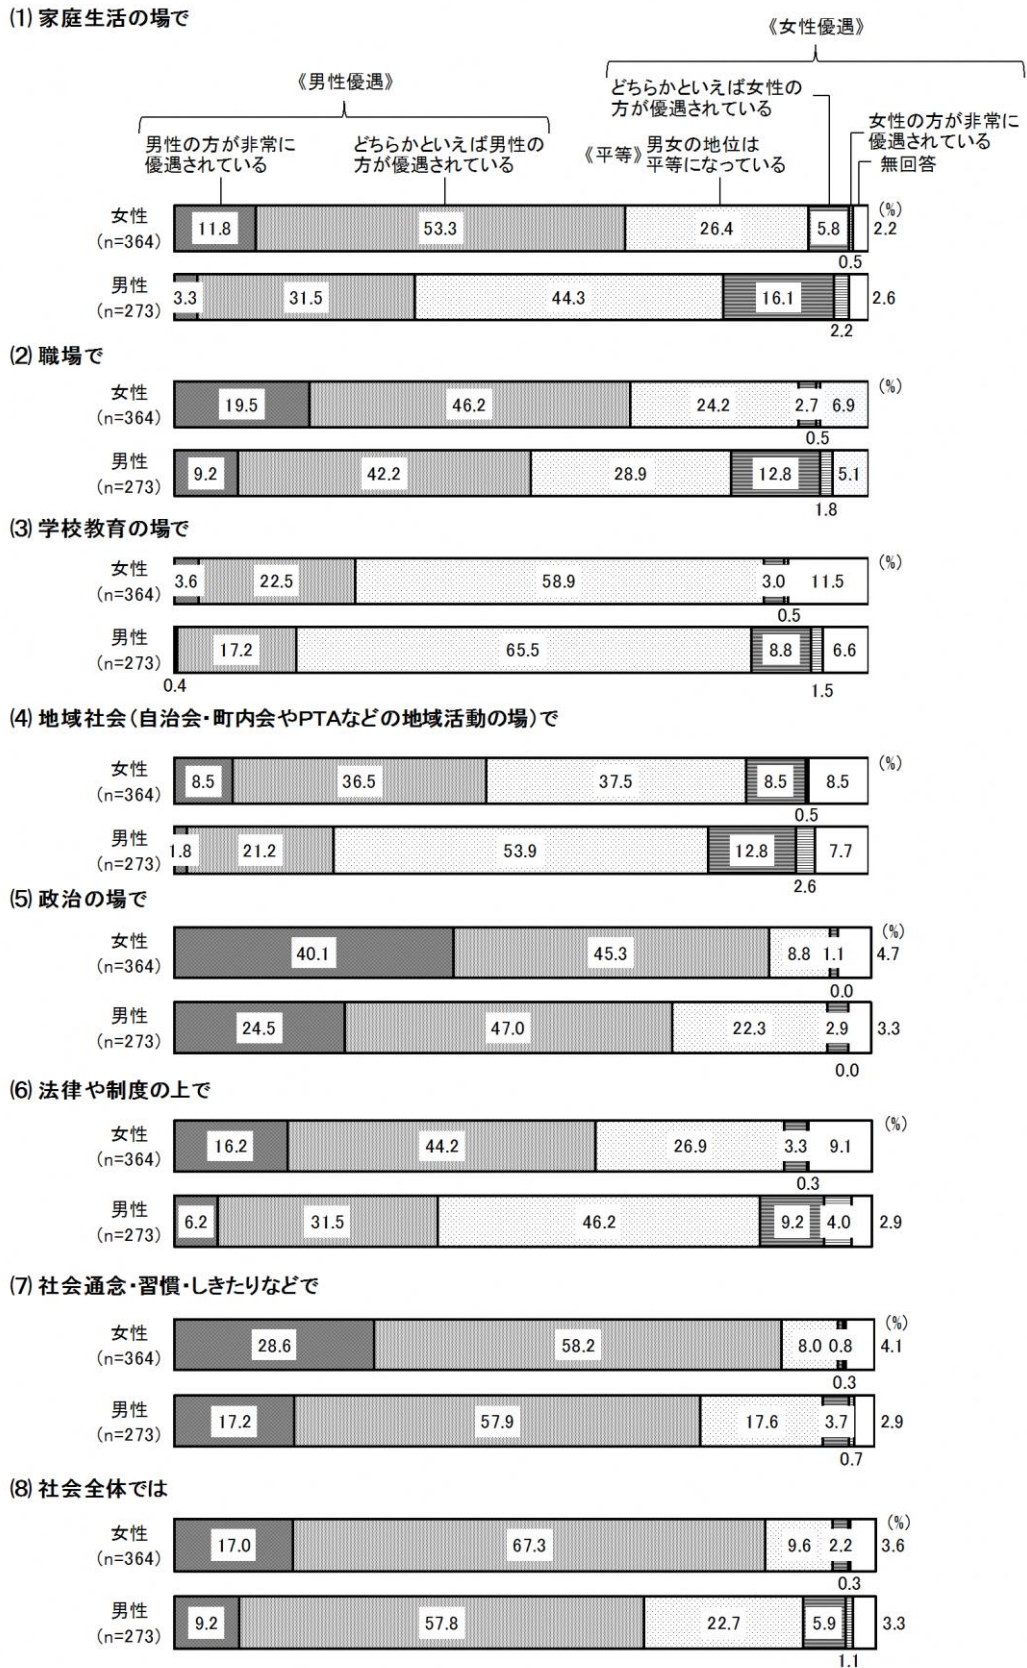 (1) 家庭生活の場で
《女性優遇》
《男性優遇》
どちらかといえば女性の
方が優遇されている
女性の方が非常に
優遇されている
男性の方が非常に
優遇されている
どちらかといえば男性の
方が優遇されている
《平等》
男女の地位は
平等になっている
無回答
(%)
女性
(n=364)
11.8 53.3 26.4 5.8 2.2
0.5
男性
(n=273)
3.3 31.5 44.3 16.1 2.6
2.2
(2) 職場で
(%)
女性
(n=364)
19.5 46.2 24.2 2.7 6.9
0.5
男性
(n=273)
9.2 42.2 28.9 12.8 5.1
1.8
(3) 学校教育の場で
(%)
女性
(n=364)
3.6 22.5 58.9 3.0 11.5
0.5
男性
(n=273)
17.2 65.5 8.8 6.6
0.4 1.5
(4) 地域社会(自治会・町内会やPTAなどの地域活動の場)で
(%)
女性
(n=364)
8.5 36.5 37.5 8.5 8.5
0.5
男性
(n=273)
1.8 21.2 53.9 12.8 7.7
2.6
(5) 政治の場で
(%)
女性
(n=364)
40.1 45.3 8.8 1.1 4.7
0.0
男性
(n=273)
24.5 47.0 22.3 2.9 3.3
0.0
(6) 法律や制度の上で
(%)
女性
(n=364)
16.2 44.2 26.9 3.3 9.1
0.3
男性
(n=273)
6.2 31.5 46.2 9.2 4.0 2.9
(7) 社会通念・習慣・しきたりなどで
(%)
女性
(n=364)
28.6 58.2 8.0 0.8 4.1
0.3
男性
(n=273)
17.2 57.9 17.6 3.7 2.9
0.7
(8) 社会全体では
(%)
女性
(n=364)
17.0 67.3 9.6 2.2 3.6
0.3
男性
(n=273)
9.2 57.8 22.7 5.9 3.3
1.1